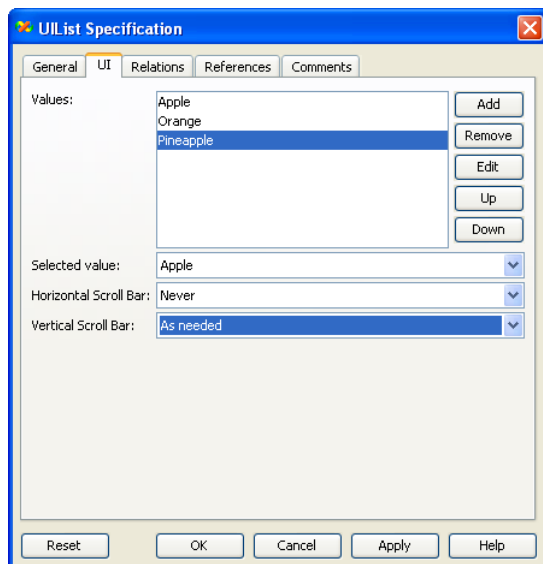 UIList Specification
General UI Relations References Comments
Values:
Apple
Orange
Pineapple
Add
Remove
Edit
Up
Down
Selected value: Apple
Horizontal Scroll Bar: Never
Vertical Scroll Bar: As needed
Reset OK Cancel Apply Help